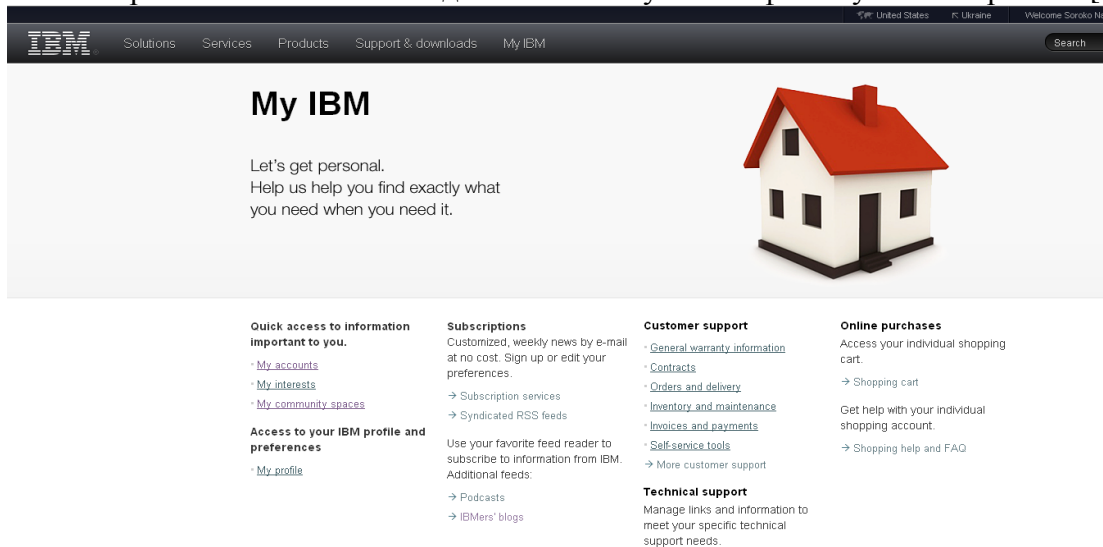 United States Ukraine Welcome Soroko
IBM Solutions Services Products Support & downloads My IBM Search
My IBM
Let's get personal.
Help us help you find exactly what
you need when you need it.
Quick access to information
important to you.
My accounts
My interests
My community spaces
Access to your IBM profile and
preferences
My profile
Subscriptions
Customized, weekly news by e-mail
at no cost. Sign up or edit your
preferences.
→ Subscription services
→ Syndicated RSS feeds
Use your favorite feed reader to
subscribe to information from IBM.
Additional feeds:
→ Podcasts
→ IBMers' blogs
Customer support
General warranty information
Contracts
Orders and delivery
Inventory and maintenance
Invoices and payments
Self-service tools
→ More customer support
Technical support
Manage links and information to
meet your specific technical
support needs.
Online purchases
Access your individual shopping
cart.
→ Shopping cart
Get help with your individual
shopping account.
→ Shopping help and FAQ